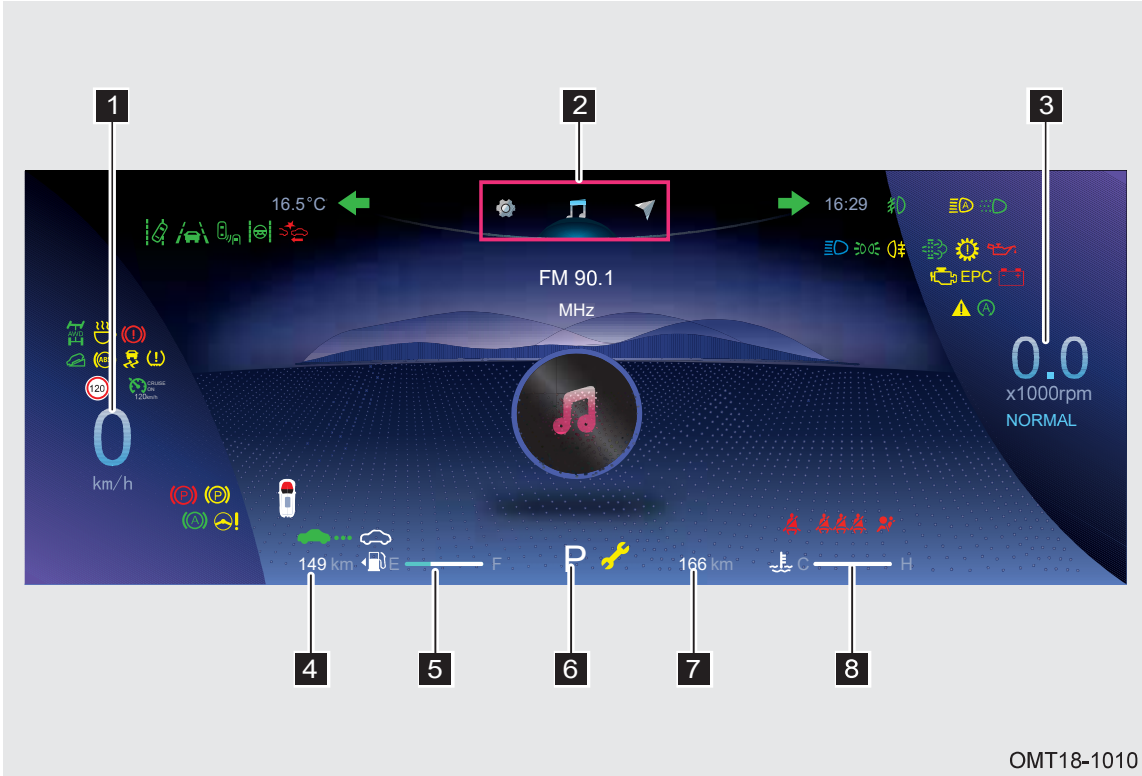 1
2
3
16.5°C
16:29
A
FM 90.1
MHz
EPC
A
AWD
ABS
120
CRUISE
ON
120km/h
0
km/h
0.0
x1000rpm
NORMAL
P
P
A
149 km
E
F
P
166 km
C
H
4
5
6
7
8
OMT18-1010